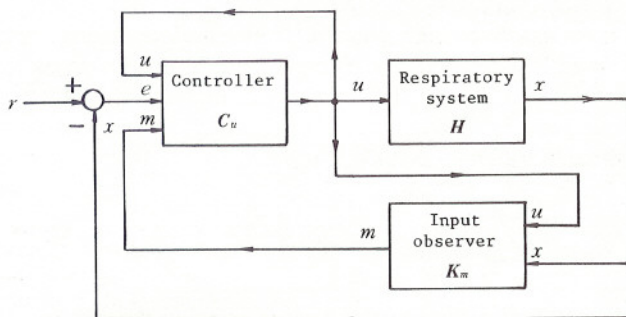 u
Controller
u
Respiratory
x
+
e
system
r
m
−
x
C_u
H
Input
u
m
observer
x
K_m